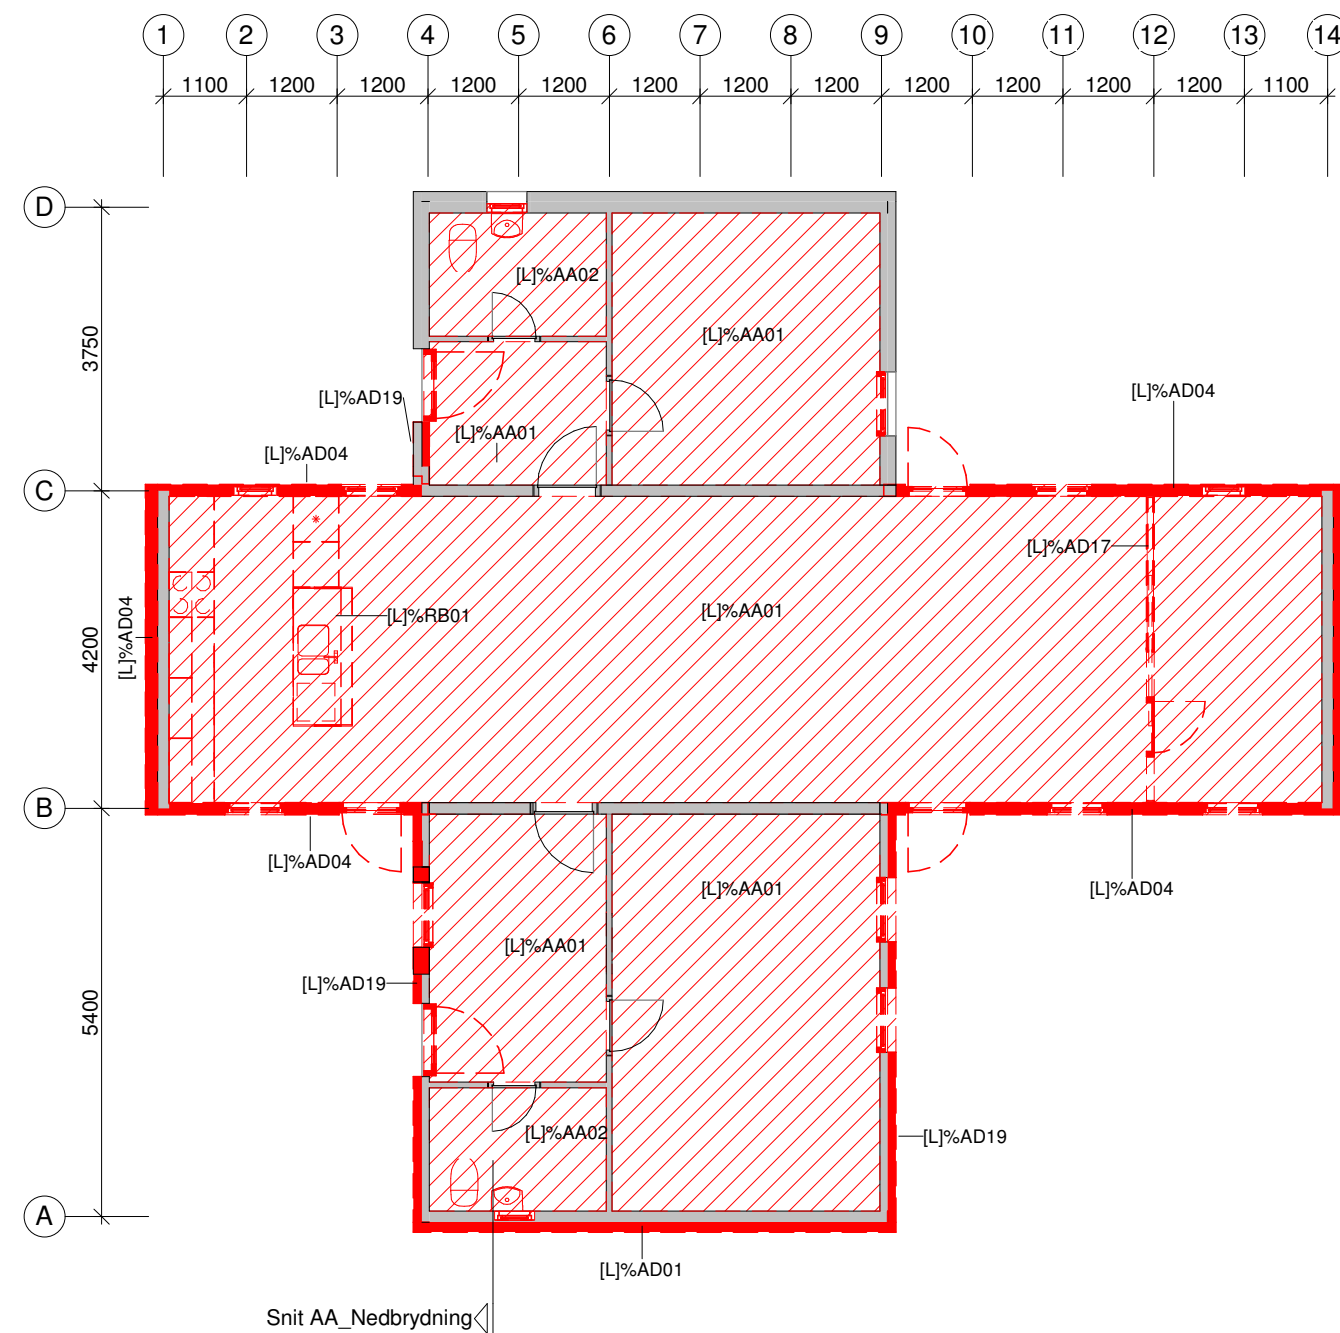 1 2 3 4 5 6 7 8 9 10 11 12 13 14
1100 1200 1200 1200 1200 1200 1200 1200 1200 1200 1200 1200 1100
D
[L]%AA02
3750
[L]%AA01
[L]%AD19
[L]%AD04
[L]%AA01
[L]%AD04
C
[L]%AD17
[L]%AD04
4200
[L]%RB01
[L]%AA01
B
[L]%AD04
[L]%AA01
[L]%AD04
[L]%AA01
[L]%AD19
5400
[L]%AA02
[L]%AD19
A
[L]%AD01
Snit AA_Nedbrydning